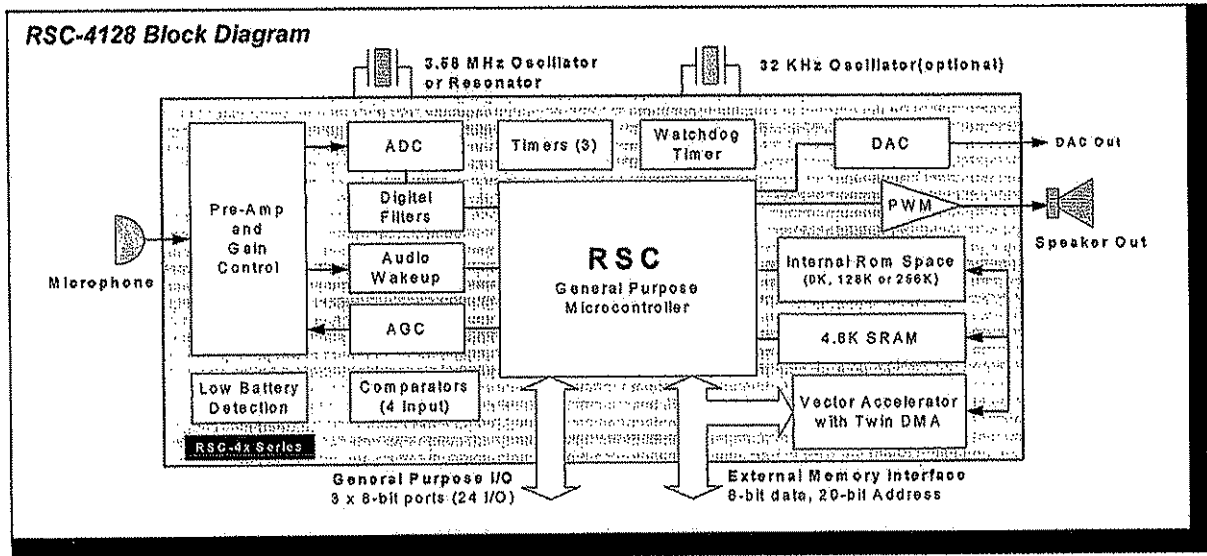 RSC-4128 Block Diagram
3.58 MHz Oscillator
or Resonator
32 KHz Oscillator(optional)
ADC
Timers (3)
Watchdog
Timer
DAC
DAC Out
Pre-Amp
and
Gain
Control
Digital
Filters
PWM
Speaker Out
Microphone
Audio
Wakeup
RSC
General Purpose
Microcontroller
Internal Rom Space
(0K, 128K or 256K)
AGC
4.8K SRAM
Low Battery
Detection
Comparators
(4 Input)
Vector Accelerator
with Twin DMA
RSC-4x Series
General Purpose I/O
3 x 8-bit ports (24 I/O)
External Memory Interface
8-bit data, 20-bit Address